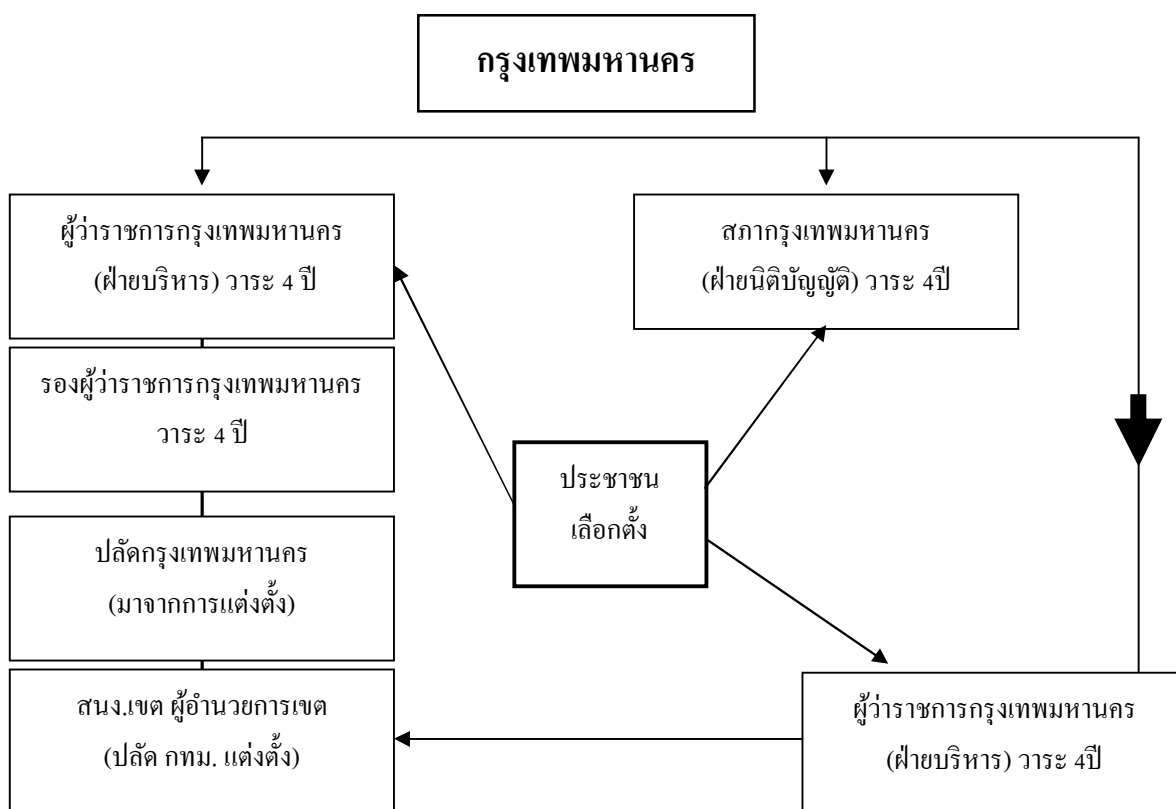 กรุงเทพมหานคร
ผู้ว่าราชการกรุงเทพมหานคร
(ฝ่ายบริหาร) วาระ 4 ปี
สภากรุงเทพมหานคร
(ฝ่ายนิติบัญญัติ) วาระ 4ปี
รองผู้ว่าราชการกรุงเทพมหานคร
วาระ 4 ปี
ประชาชน
เลือกตั้ง
ปลัดกรุงเทพมหานคร
(มาจากการแต่งตั้ง)
สนง.เขต ผู้อำนวยการเขต
(ปลัด กทม. แต่งตั้ง)
ผู้ว่าราชการกรุงเทพมหานคร
(ฝ่ายบริหาร) วาระ 4ปี